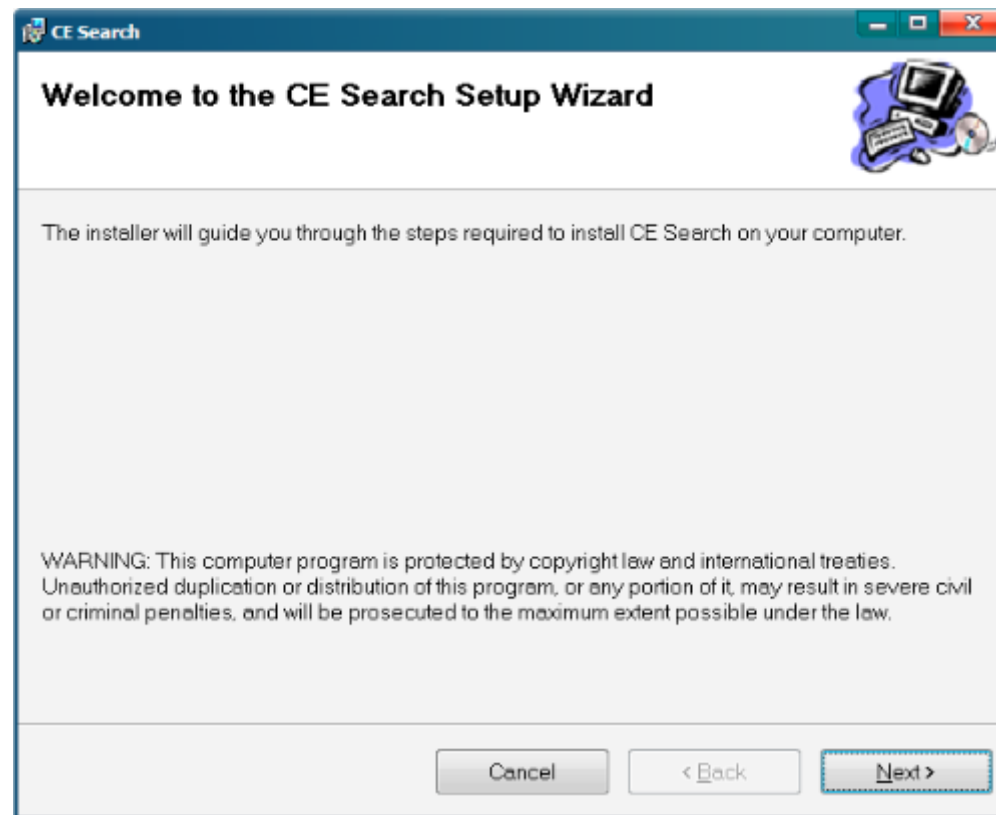 CE Search
Welcome to the CE Search Setup Wizard
The installer will guide you through the steps required to install CE Search on your computer.
WARNING: This computer program is protected by copyright law and international treaties.
Unauthorized duplication or distribution of this program, or any portion of it, may result in severe civil
or criminal penalties, and will be prosecuted to the maximum extent possible under the law.
Cancel < Back Next >